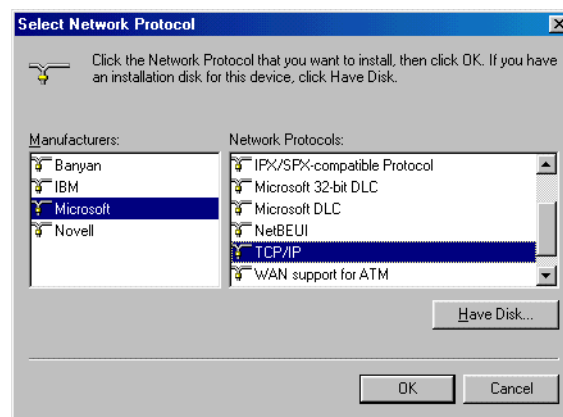 Select Network Protocol
Click the Network Protocol that you want to install, then click OK. If you have
an installation disk for this device, click Have Disk.
Manufacturers:
Banyan
IBM
Microsoft
Novell
Network Protocols:
IPX/SPX-compatible Protocol
Microsoft 32-bit DLC
Microsoft DLC
NetBEUI
TCP/IP
WAN support for ATM
Have Disk...
OK
Cancel